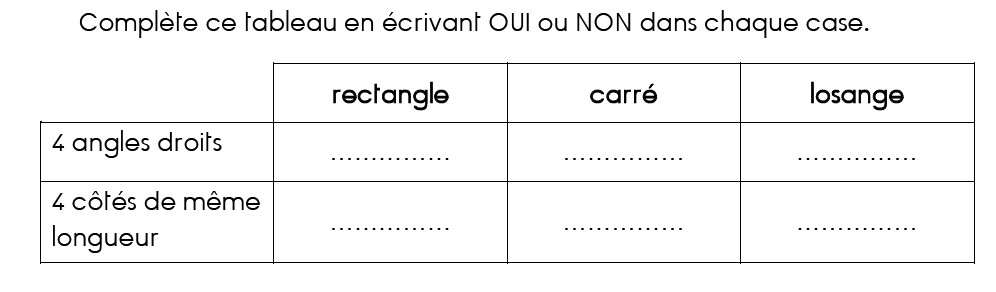 Complète ce tableau en écrivant OUI ou NON dans chaque case.
rectangle carré losange
4 angles droits ............... ............... ...............
4 côtés de même
longueur ............... ............... ...............